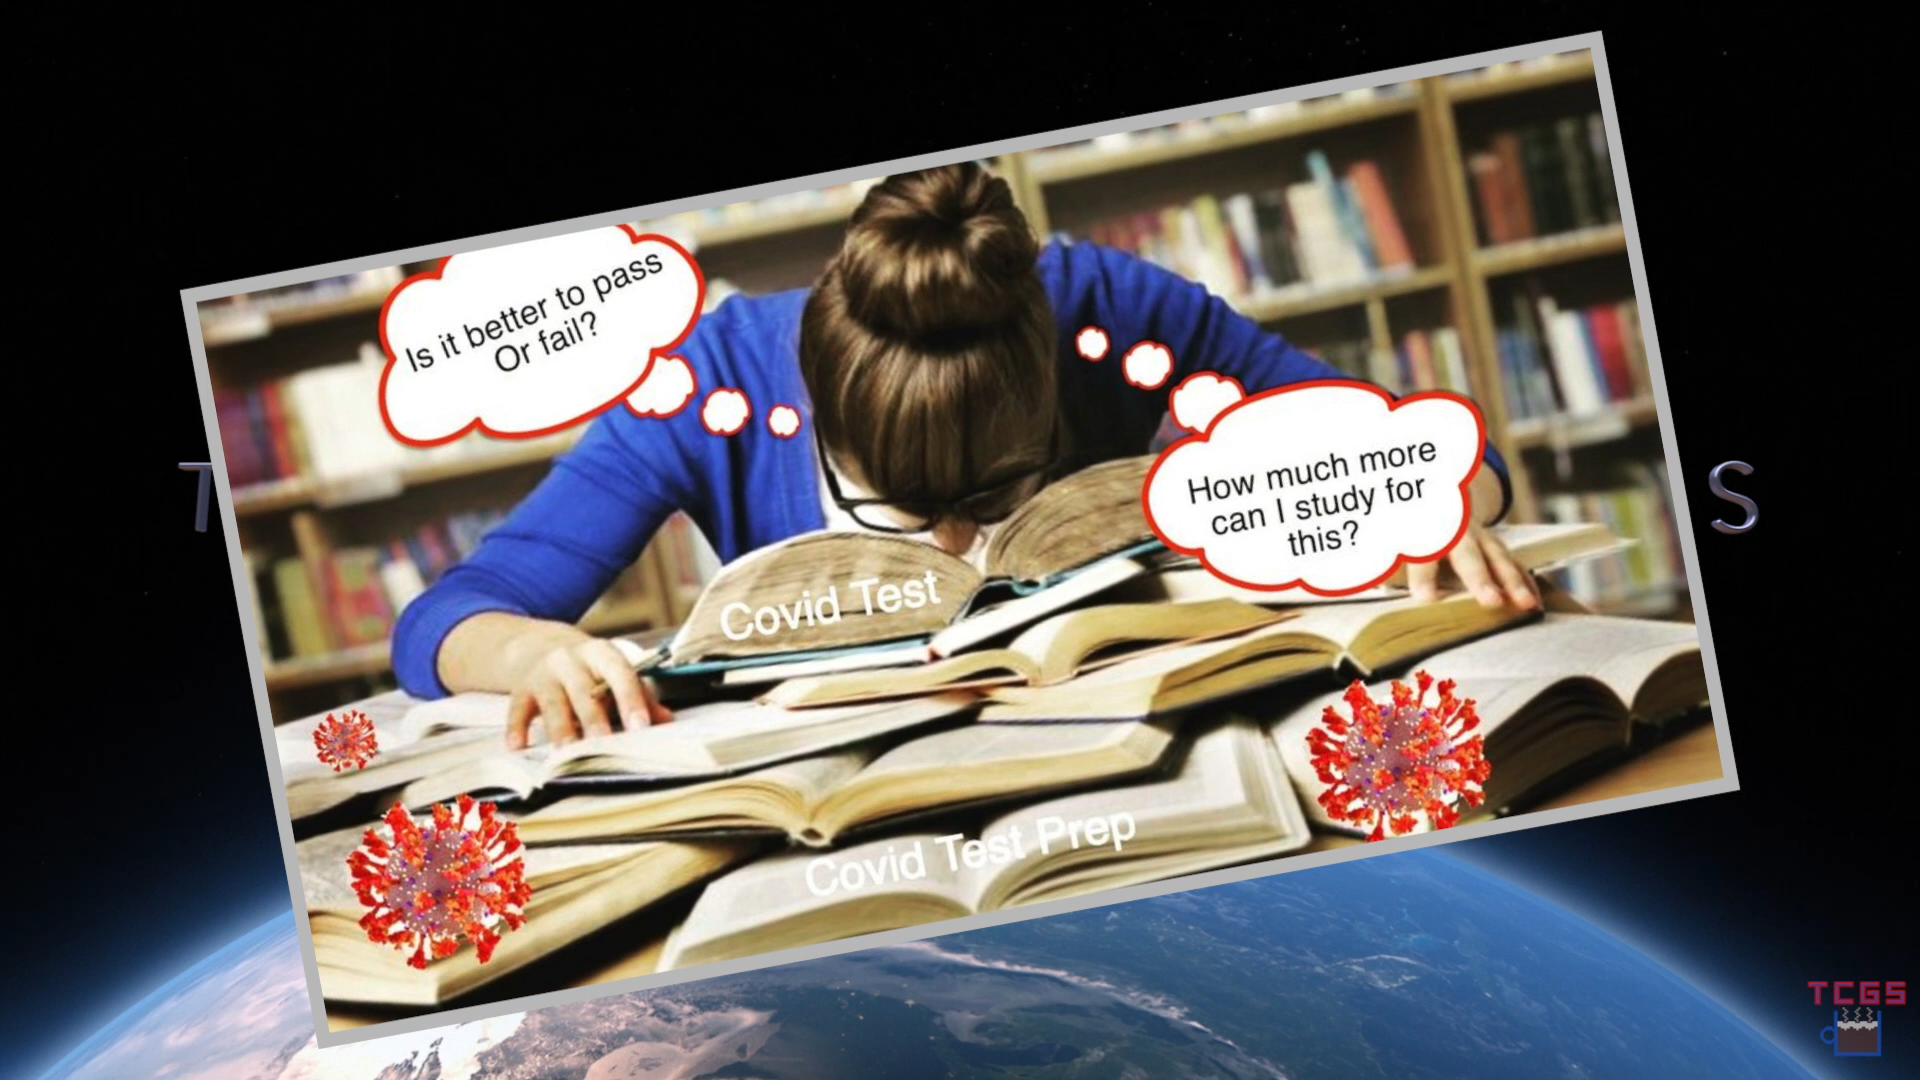 Is it better to pass
Or fail?
How much more
can I study for
this?
T
S
Covid Test
Covid Test Prep
TCGS